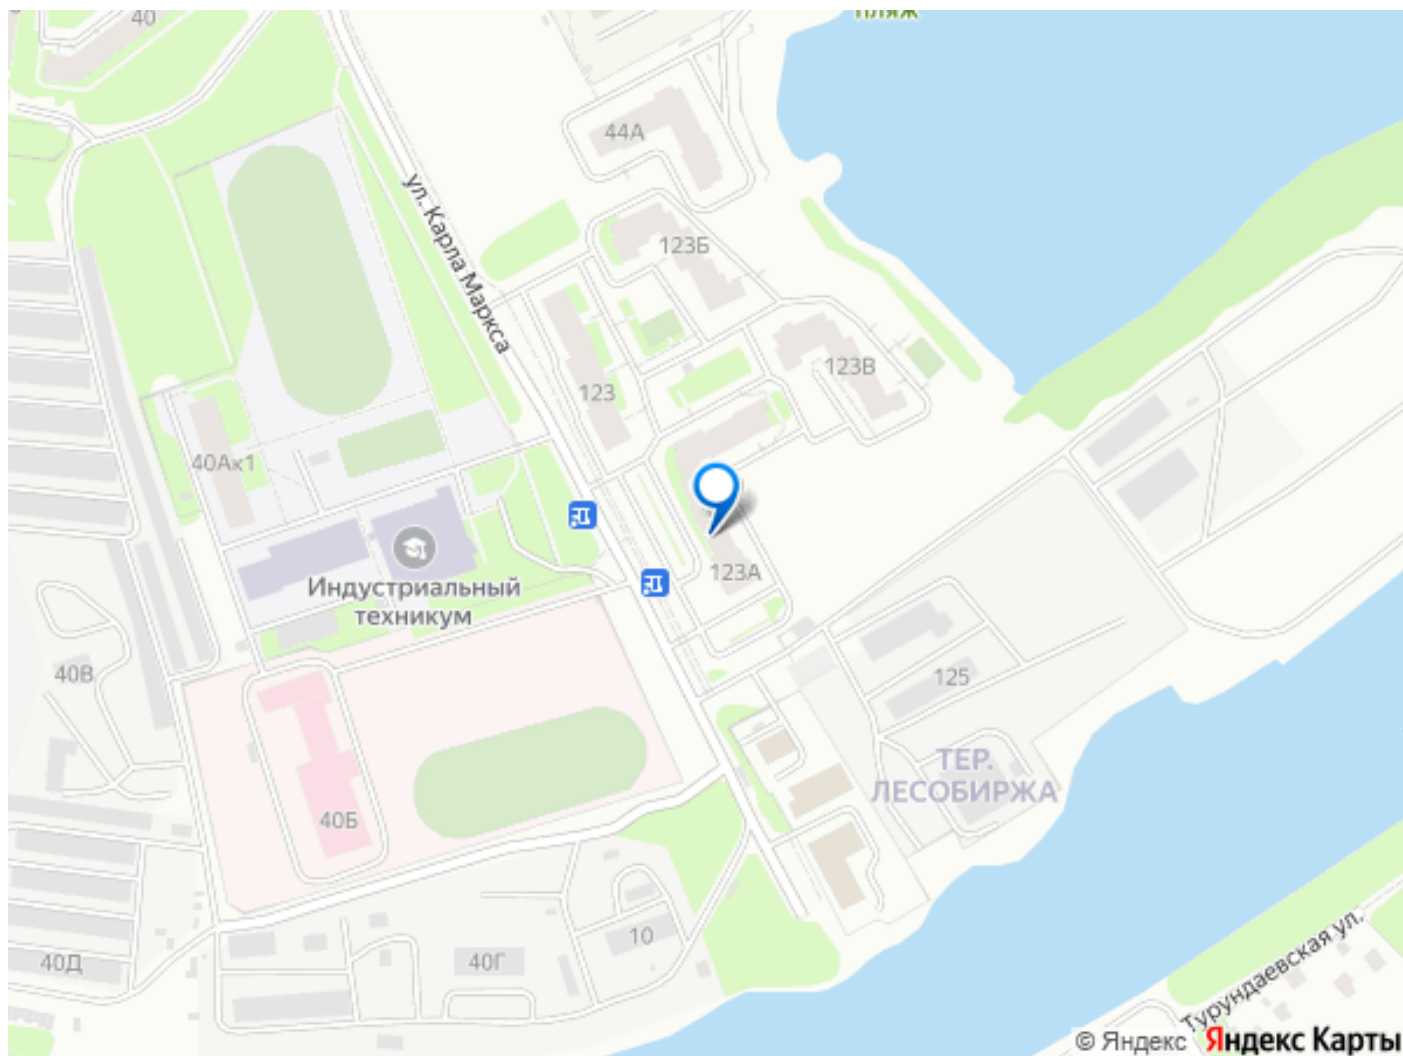 40
пляж
44А
ул. Карла Маркса
123Б
123В
123
40Ак1
123А
Индустриальный
техникум
40В
125
ТЕР.
ЛЕСОБИРЖА
40Б
10
40Г
40Д
Турундаевская ул.
© Яндекс Яндекс Карты